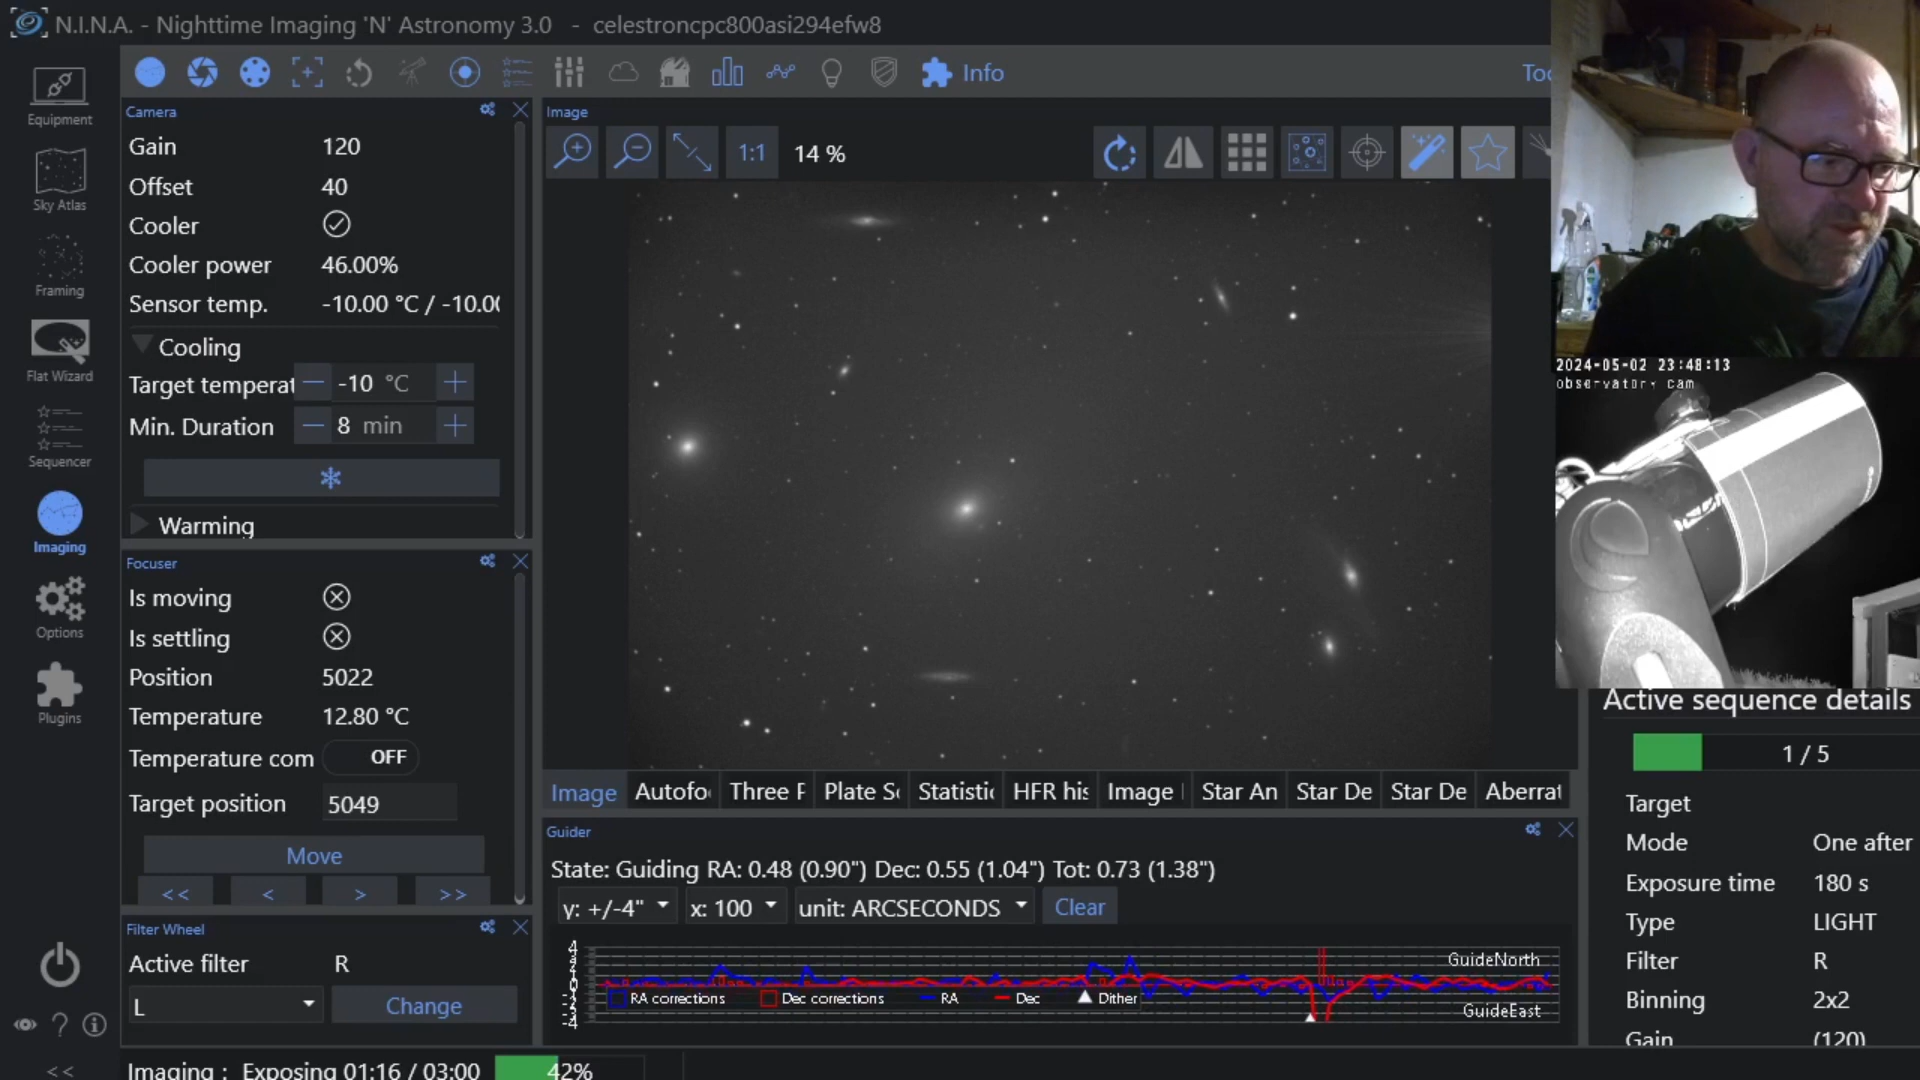 N.I.N.A. - Nighttime Imaging 'N' Astronomy 3.0 - celestroncpc800asi294efw8
Info
Equipment
Sky Atlas
Framing
Flat Wizard
Sequencer
Imaging
Options
Plugins
Camera
Gain 120
Offset 40
Cooler
Cooler power 46.00%
Sensor temp. -10.00 °C / -10.0
Cooling
Target temperat -10 °C
Min. Duration 8 min
Warming
Focuser
Is moving
Is settling
Position 5022
Temperature 12.80 °C
Temperature com OFF
Target position 5049
Move
<< < > >>
Filter Wheel
Active filter R
L Change
Image
1:1 14 %
Image Autofo Three P Plate So Statistic HFR his Image Star An Star De Star De Aberrat
Guider
State: Guiding RA: 0.48 (0.90") Dec: 0.55 (1.04") Tot: 0.73 (1.38")
y: +/-4" x: 100 unit: ARCSECONDS Clear
GuideNorth
RA corrections Dec corrections RA Dec Dither
GuideEast
2024-05-02 23:48:13
observatory cam
Active sequence details
1 / 5
Target
Mode One after
Exposure time 180 s
Type LIGHT
Filter R
Binning 2x2
Gain (120)
<< Imaging : Exposing 01:16 / 03:00 42%